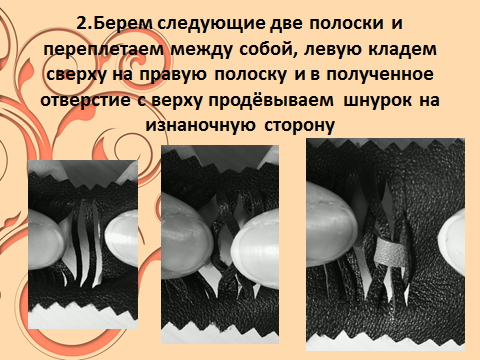 2.Берем следующие две полоски и
переплетаем между собой, левую кладем
сверху на правую полоску и в полученное
отверстие с верху продёвываем шнурок на
изнаночную сторону